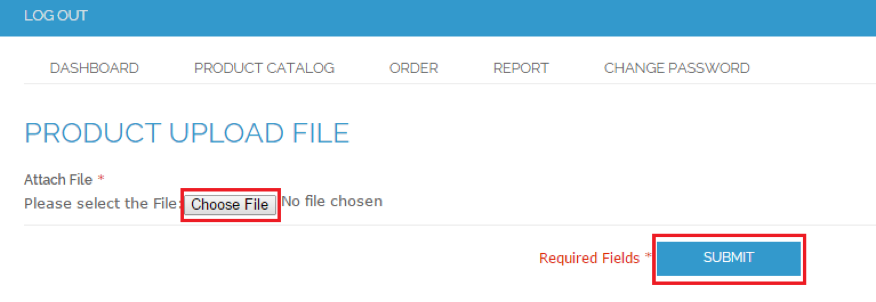 LOG OUT
DASHBOARD PRODUCT CATALOG ORDER REPORT CHANGE PASSWORD
PRODUCT UPLOAD FILE
Attach File *
Please select the File: Choose File No file chosen
Required Fields * SUBMIT